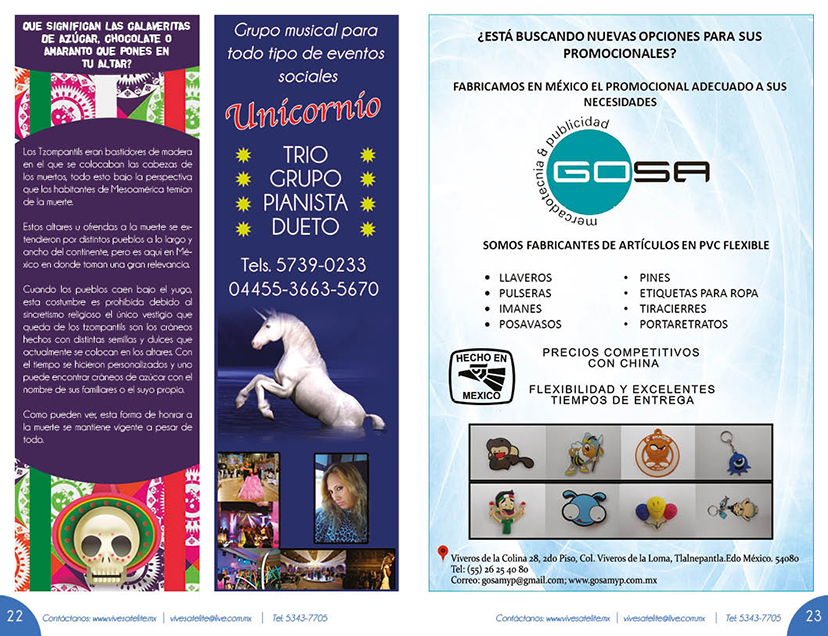 QUE SIGNIFICAN LAS CALAVERITAS
DE AZÚCAR, CHOCOLATE O
AMARANTO QUE PONES EN
TU ALTAR?
Los Tzompantils eran bastidores de madera
en el que se colocaban las cabezas de
los muertos, todo esto bajo la perspectiva
que los habitantes de Mesoamérica temian
de la muerte.
Estos altares u ofrendas a la muerte se ex-
tendieron por distintos pueblos a lo largo y
ancho del continente, pero es aqui en Mé-
xico en donde toman una gran relevancia.
Cuando los pueblos caen bajo el yugo,
esta costumbre es prohibida debido al
sincretismo religioso el único vestigio que
queda de los tzompantils son los cráneos
hechos con distintas semillas y dulces que
actualmente se colocan en los altares. Con
el tiempo se hicieron personalizados y uno
puede encontrar cráneos de azúcar con el
nombre de sus familiares o el suyo propio.
Como pueden ver, esta forma de honrar a
la muerte se mantiene vigente a pesar de
todo.
Grupo musical para
todo tipo de eventos
sociales
Unicornio
TRIO
GRUPO
PIANISTA
DUETO
Tels. 5739-0233
04455-3663-5670
22
Contáctanos: www.vivesatelite.mx | vivesatelite@live.com.mx | Tel: 5343-7705
¿ESTÁ BUSCANDO NUEVAS OPCIONES PARA SUS
PROMOCIONALES?
FABRICAMOS EN MÉXICO EL PROMOCIONAL ADECUADO A SUS
NECESIDADES
mercadotecnia & publicidad
GOSA
SOMOS FABRICANTES DE ARTÍCULOS EN PVC FLEXIBLE
• LLAVEROS
• PULSERAS
• IMANES
• POSAVASOS
• PINES
• ETIQUETAS PARA ROPA
• TIRACIERRES
• PORTARETRATOS
HECHO EN
MEXICO
PRECIOS COMPETITIVOS
CON CHINA
FLEXIBILIDAD Y EXCELENTES
TIEMPOS DE ENTREGA
Viveros de la Colina 28, 2do Piso, Col. Viveros de la Loma, Tlalnepantla.Edo México. 54080
Tel: (55) 26 25 40 80
Correo: gosamyp@gmail.com; www.gosamyp.com.mx
Contáctanos: www.vivesatelite.mx | vivesatelite@live.com.mx | Tel: 5343-7705
23